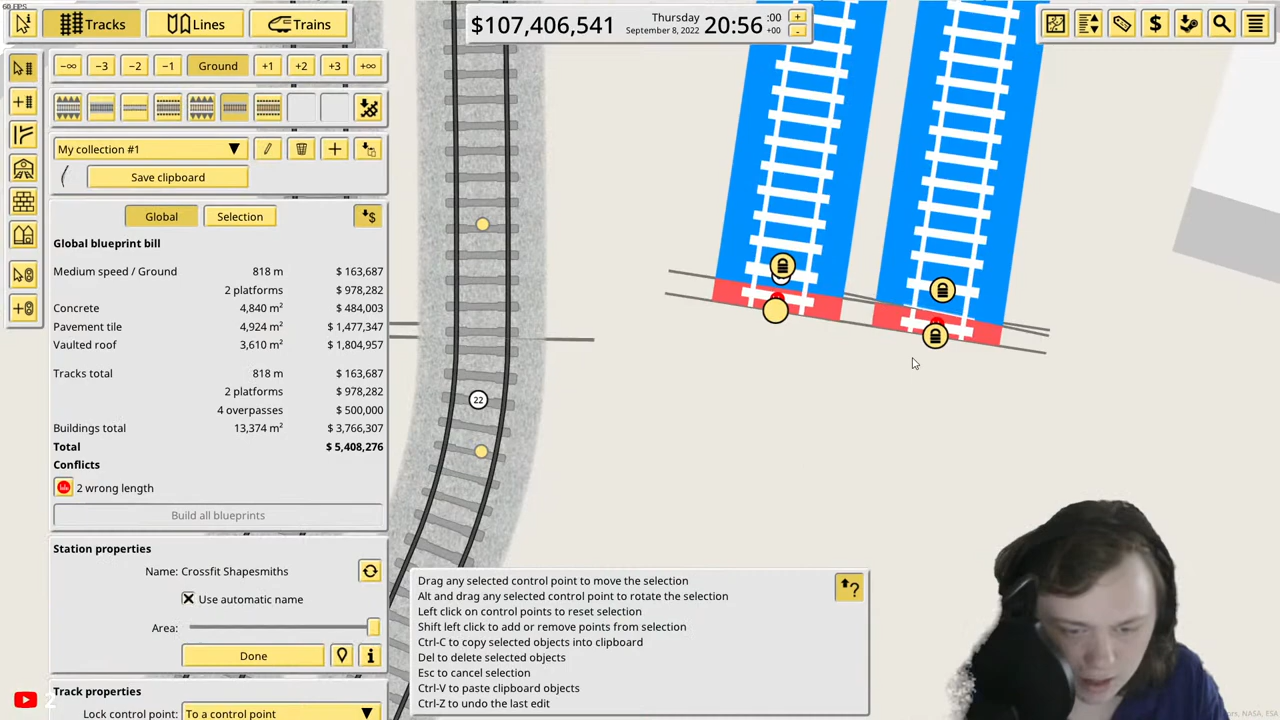 60 FPS
Tracks
Lines
Trains
$107,406,541
Thursday
September 8, 2022
20:56
:00
+00
+
-
−∞
−3
−2
−1
Ground
+1
+2
+3
+∞
My collection #1
Save clipboard
Global
Selection
Global blueprint bill
Medium speed / Ground 818 m $ 163,687
2 platforms $ 978,282
Concrete 4,840 m² $ 484,003
Pavement tile 4,924 m² $ 1,477,347
Vaulted roof 3,610 m² $ 1,804,957
Tracks total 818 m $ 163,687
2 platforms $ 978,282
4 overpasses $ 500,000
Buildings total 13,374 m² $ 3,766,307
Total $ 5,408,276
Conflicts
2 wrong length
Build all blueprints
Station properties
Name: Crossfit Shapesmiths
Use automatic name
Area:
Done
Track properties
Lock control point: To a control point
22
Drag any selected control point to move the selection
Alt and drag any selected control point to rotate the selection
Left click on control points to reset selection
Shift left click to add or remove points from selection
Ctrl-C to copy selected objects into clipboard
Del to delete selected objects
Esc to cancel selection
Ctrl-V to paste clipboard objects
Ctrl-Z to undo the last edit
?
NASA, ESA